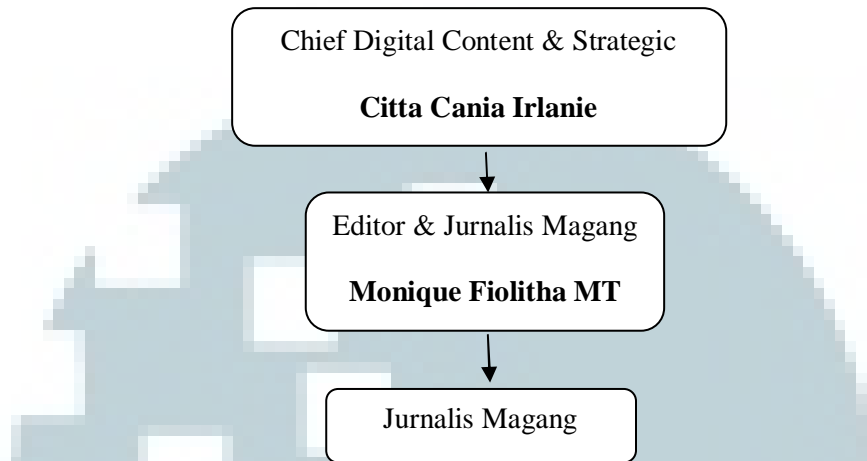 Chief Digital Content & Strategic
Citta Cania Irlanie
Editor & Jurnalis Magang
Monique Fiolitha MT
Jurnalis Magang